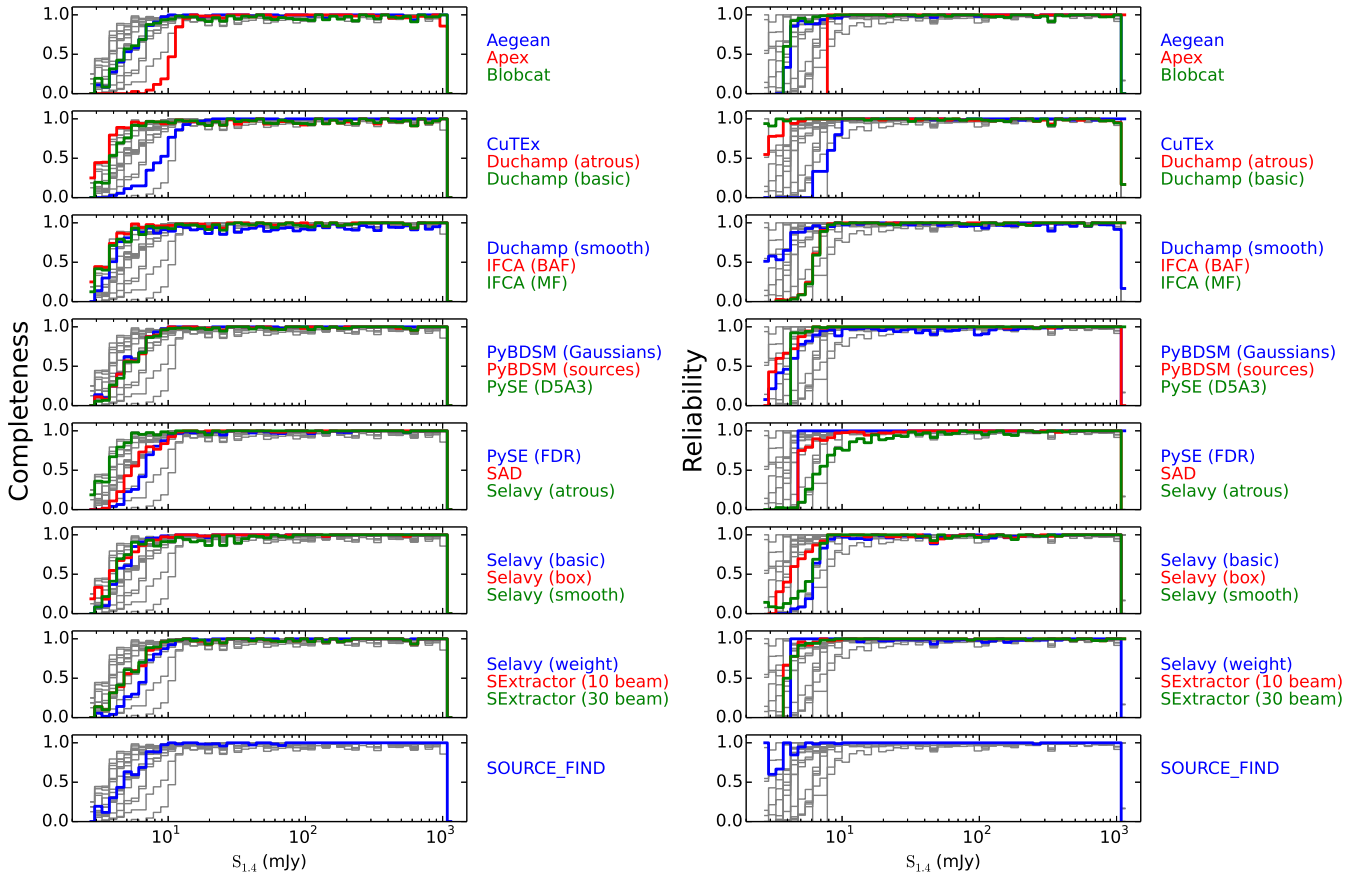 1.0
0.5
0.0
Aegean
Apex
Blobcat
1.0
0.5
0.0
CuTEx
Duchamp (atrous)
Duchamp (basic)
1.0
0.5
0.0
Duchamp (smooth)
IFCA (BAF)
IFCA (MF)
1.0
0.5
0.0
PyBDSM (Gaussians)
PyBDSM (sources)
PySE (D5A3)
1.0
0.5
0.0
PySE (FDR)
SAD
Selavy (atrous)
1.0
0.5
0.0
Selavy (basic)
Selavy (box)
Selavy (smooth)
1.0
0.5
0.0
Selavy (weight)
SExtractor (10 beam)
SExtractor (30 beam)
1.0
0.5
0.0
SOURCE_FIND
10¹ 10² 10³
S₁.₄ (mJy)
Completeness
1.0
0.5
0.0
Aegean
Apex
Blobcat
1.0
0.5
0.0
CuTEx
Duchamp (atrous)
Duchamp (basic)
1.0
0.5
0.0
Duchamp (smooth)
IFCA (BAF)
IFCA (MF)
1.0
0.5
0.0
PyBDSM (Gaussians)
PyBDSM (sources)
PySE (D5A3)
1.0
0.5
0.0
PySE (FDR)
SAD
Selavy (atrous)
1.0
0.5
0.0
Selavy (basic)
Selavy (box)
Selavy (smooth)
1.0
0.5
0.0
Selavy (weight)
SExtractor (10 beam)
SExtractor (30 beam)
1.0
0.5
0.0
SOURCE_FIND
10¹ 10² 10³
S₁.₄ (mJy)
Reliability